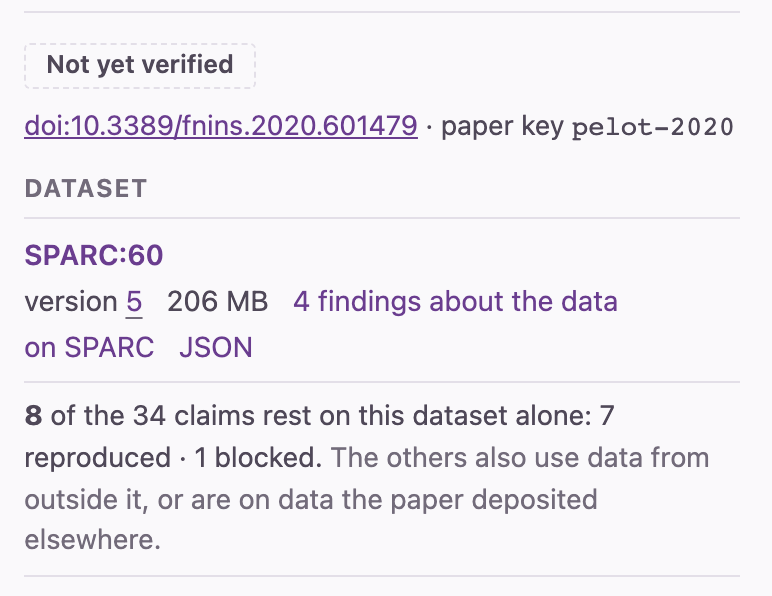 Not yet verified
doi:10.3389/fnins.2020.601479 · paper key pelot-2020
DATASET
SPARC:60
version 5 206 MB 4 findings about the data
on SPARC JSON
8 of the 34 claims rest on this dataset alone: 7
reproduced · 1 blocked. The others also use data from
outside it, or are on data the paper deposited
elsewhere.